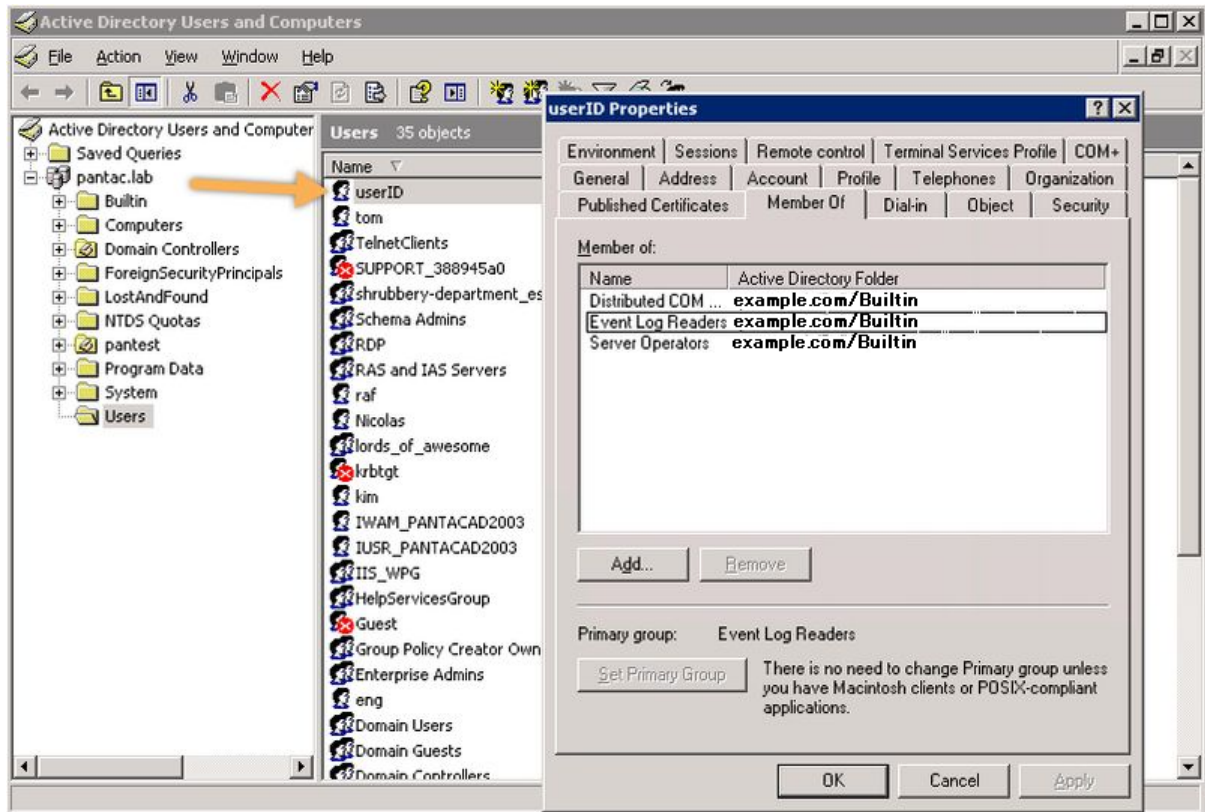 Active Directory Users and Computers
File Action View Window Help
Active Directory Users and Computer
Saved Queries
pantac.lab
Builtin
Computers
Domain Controllers
ForeignSecurityPrincipals
LostAndFound
NTDS Quotas
pantest
Program Data
System
Users
Users 35 objects
Name
userID
tom
TelnetClients
SUPPORT_388945a0
shrubbery-department_es
Schema Admins
RDP
RAS and IAS Servers
raf
Nicolas
lords_of_awesome
krbtgt
kim
IWAM_PANTACAD2003
IUSR_PANTACAD2003
IIS_WPG
HelpServicesGroup
Guest
Group Policy Creator Own
Enterprise Admins
eng
Domain Users
Domain Guests
Domain Controllers
userID Properties
Environment Sessions Remote control Terminal Services Profile COM+
General Address Account Profile Telephones Organization
Published Certificates Member Of Dial-in Object Security
Member of:
Name Active Directory Folder
Distributed COM ... example.com/Builtin
Event Log Readers example.com/Builtin
Server Operators example.com/Builtin
Add... Remove
Primary group: Event Log Readers
Set Primary Group
There is no need to change Primary group unless
you have Macintosh clients or POSIX-compliant
applications.
OK Cancel Apply